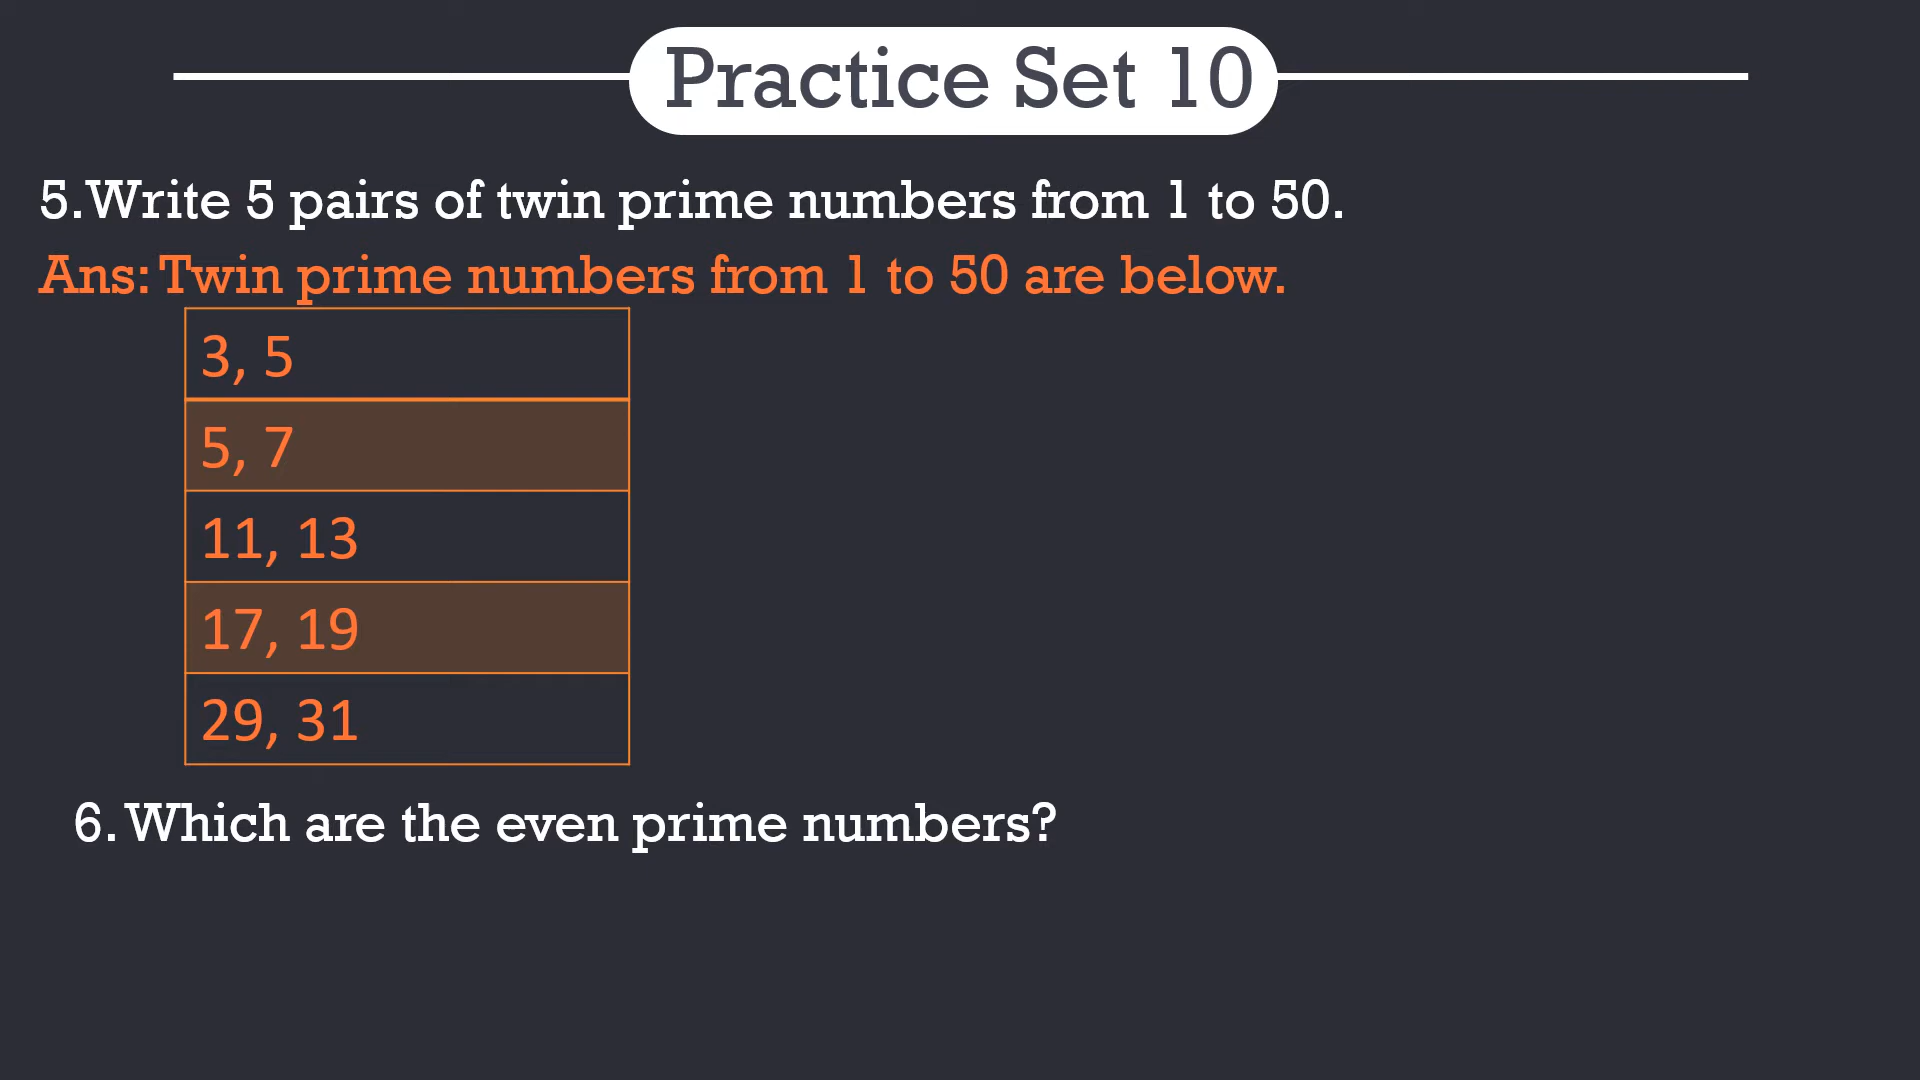 Practice Set 10
5.Write 5 pairs of twin prime numbers from 1 to 50.
Ans: Twin prime numbers from 1 to 50 are below.
3, 5
5, 7
11, 13
17, 19
29, 31
6. Which are the even prime numbers?